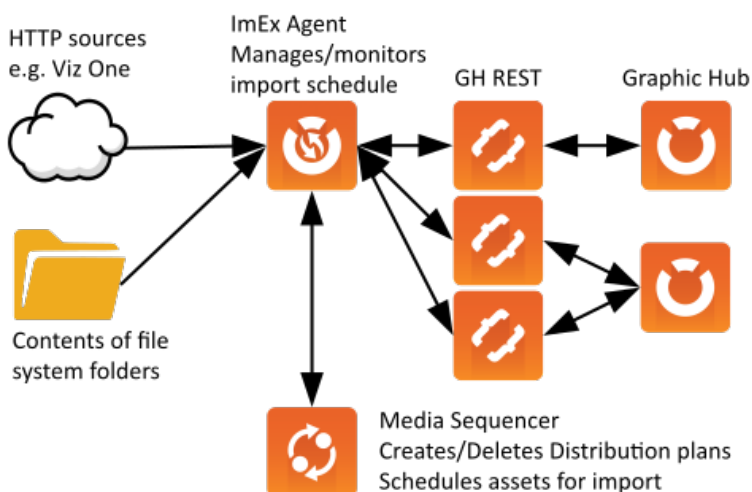 HTTP sources
e.g. Viz One
ImEx Agent
Manages/monitors
import schedule
GH REST
Graphic Hub
Contents of file
system folders
Media Sequencer
Creates/Deletes Distribution plans
Schedules assets for import